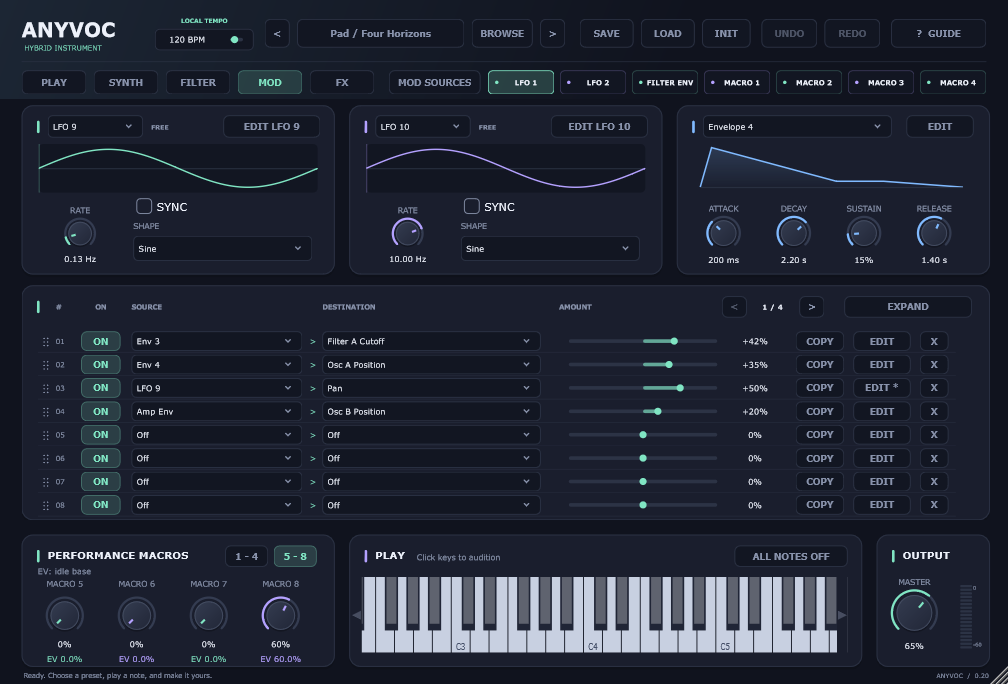 ANYVOC
HYBRID INSTRUMENT
LOCAL TEMPO
120 BPM
< Pad / Four Horizons BROWSE > SAVE LOAD INIT UNDO REDO ? GUIDE
PLAY SYNTH FILTER MOD FX MOD SOURCES LFO 1 LFO 2 FILTER ENV MACRO 1 MACRO 2 MACRO 3 MACRO 4
LFO 9 FREE EDIT LFO 9
RATE SYNC
SHAPE
Sine
0.13 Hz
LFO 10 FREE EDIT LFO 10
RATE SYNC
SHAPE
Sine
10.00 Hz
Envelope 4 EDIT
ATTACK DECAY SUSTAIN RELEASE
200 ms 2.20 s 15% 1.40 s
# ON SOURCE DESTINATION AMOUNT < 1 / 4 > EXPAND
01 ON Env 3 > Filter A Cutoff +42% COPY EDIT X
02 ON Env 4 > Osc A Position +35% COPY EDIT X
03 ON LFO 9 > Pan +50% COPY EDIT * X
04 ON Amp Env > Osc B Position +20% COPY EDIT X
05 ON Off > Off 0% COPY EDIT X
06 ON Off > Off 0% COPY EDIT X
07 ON Off > Off 0% COPY EDIT X
08 ON Off > Off 0% COPY EDIT X
PERFORMANCE MACROS 1 - 4 5 - 8
EV: idle base
MACRO 5 MACRO 6 MACRO 7 MACRO 8
0% 0% 0% 60%
EV 0.0% EV 0.0% EV 0.0% EV 60.0%
PLAY Click keys to audition ALL NOTES OFF
C3 C4 C5
OUTPUT
MASTER
0
-60
65%
Ready. Choose a preset, play a note, and make it yours.
ANYVOC / 0.20